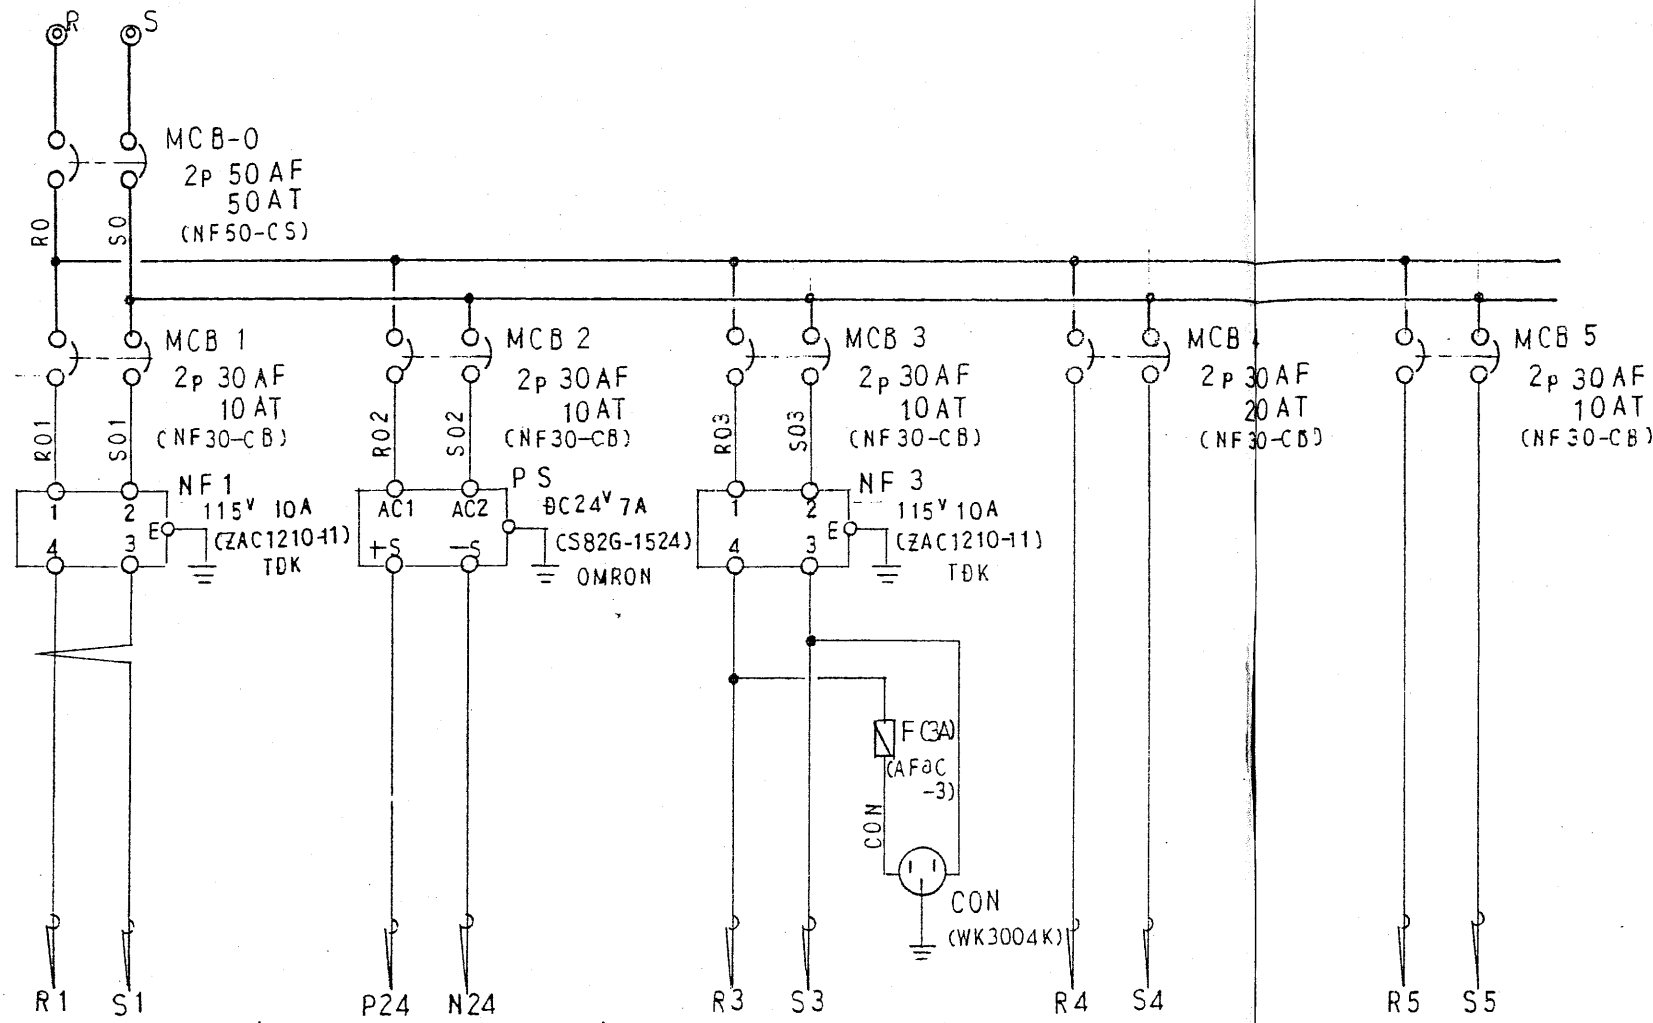 R
S
MCB-0
2p 50AF
50AT
(NF50-CS)
R0
S0
MCB 1
2p 30AF
10AT
(NF30-CB)
R01
S01
MCB 2
2p 30AF
10AT
(NF30-CB)
R02
S02
MCB 3
2p 30AF
10AT
(NF30-CB)
R03
S03
MCB 4
2p 30AF
20AT
(NF30-CB)
MCB 5
2p 30AF
10AT
(NF30-CB)
NF1
1 2
4 3
E
115V 10A
(ZAC1210-11)
TDK
PS
AC1 AC2
+S -S
DC24V 7A
(S82G-1524)
OMRON
NF 3
1 2
4 3
E
115V 10A
(ZAC1210-11)
TDK
F(3A)
(AFaC
-3)
CON
CON
(WK3004K)
R1 S1 P24 N24 R3 S3 R4 S4 R5 S5